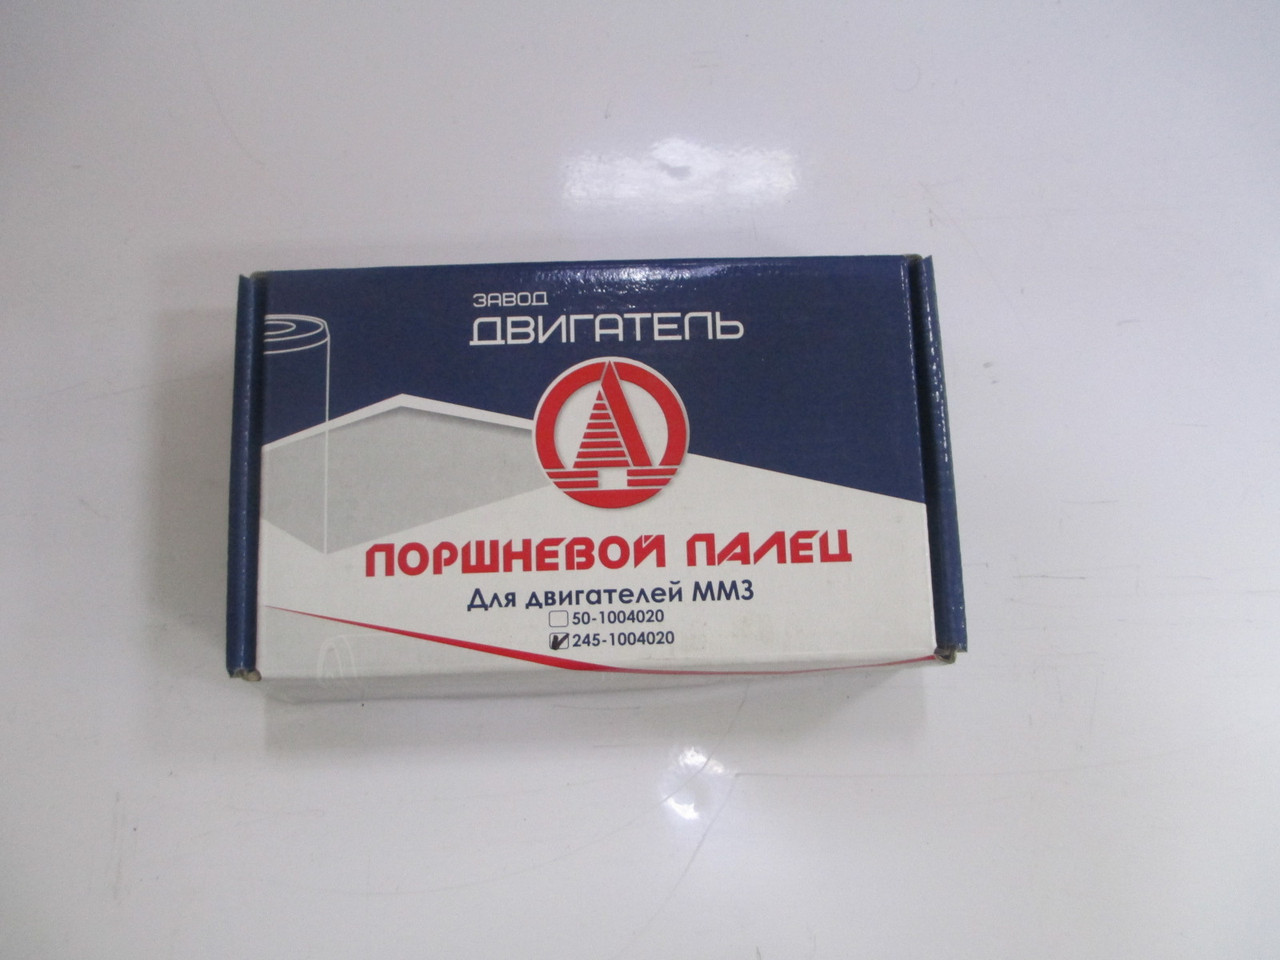 ЗАВОД
ДВИГАТЕЛЬ
ПОРШНЕВОЙ ПАЛЕЦ
Для двигателей ММЗ
50-1004020
245-1004020